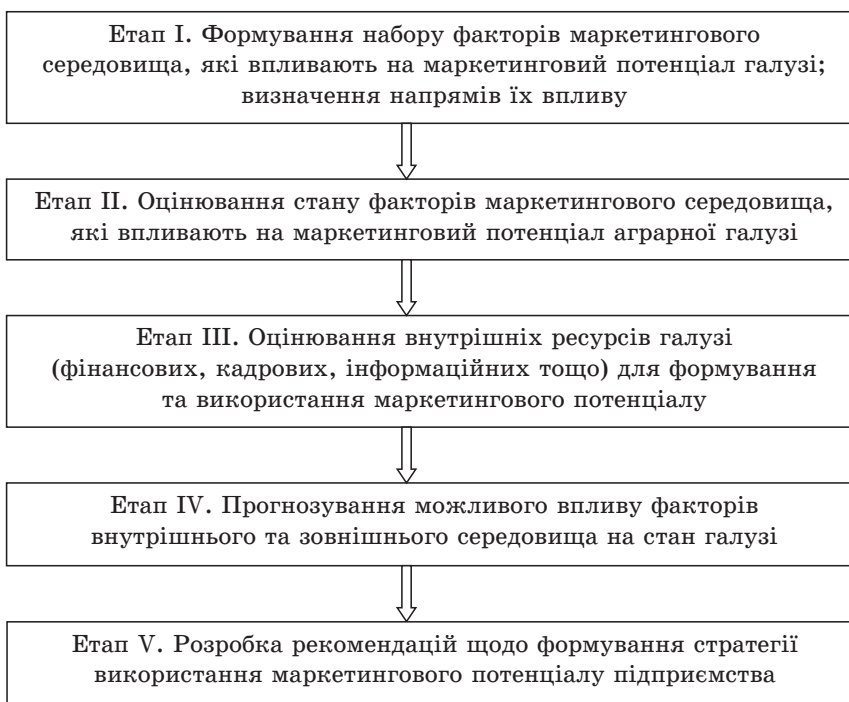 Етап I. Формування набору факторів маркетингового
середовища, які впливають на маркетинговий потенціал галузі;
визначення напрямів їх впливу
Етап II. Оцінювання стану факторів маркетингового середовища,
які впливають на маркетинговий потенціал аграрної галузі
Етап III. Оцінювання внутрішніх ресурсів галузі
(фінансових, кадрових, інформаційних тощо) для формування
та використання маркетингового потенціалу
Етап IV. Прогнозування можливого впливу факторів
внутрішнього та зовнішнього середовища на стан галузі
Етап V. Розробка рекомендацій щодо формування стратегії
використання маркетингового потенціалу підприємства